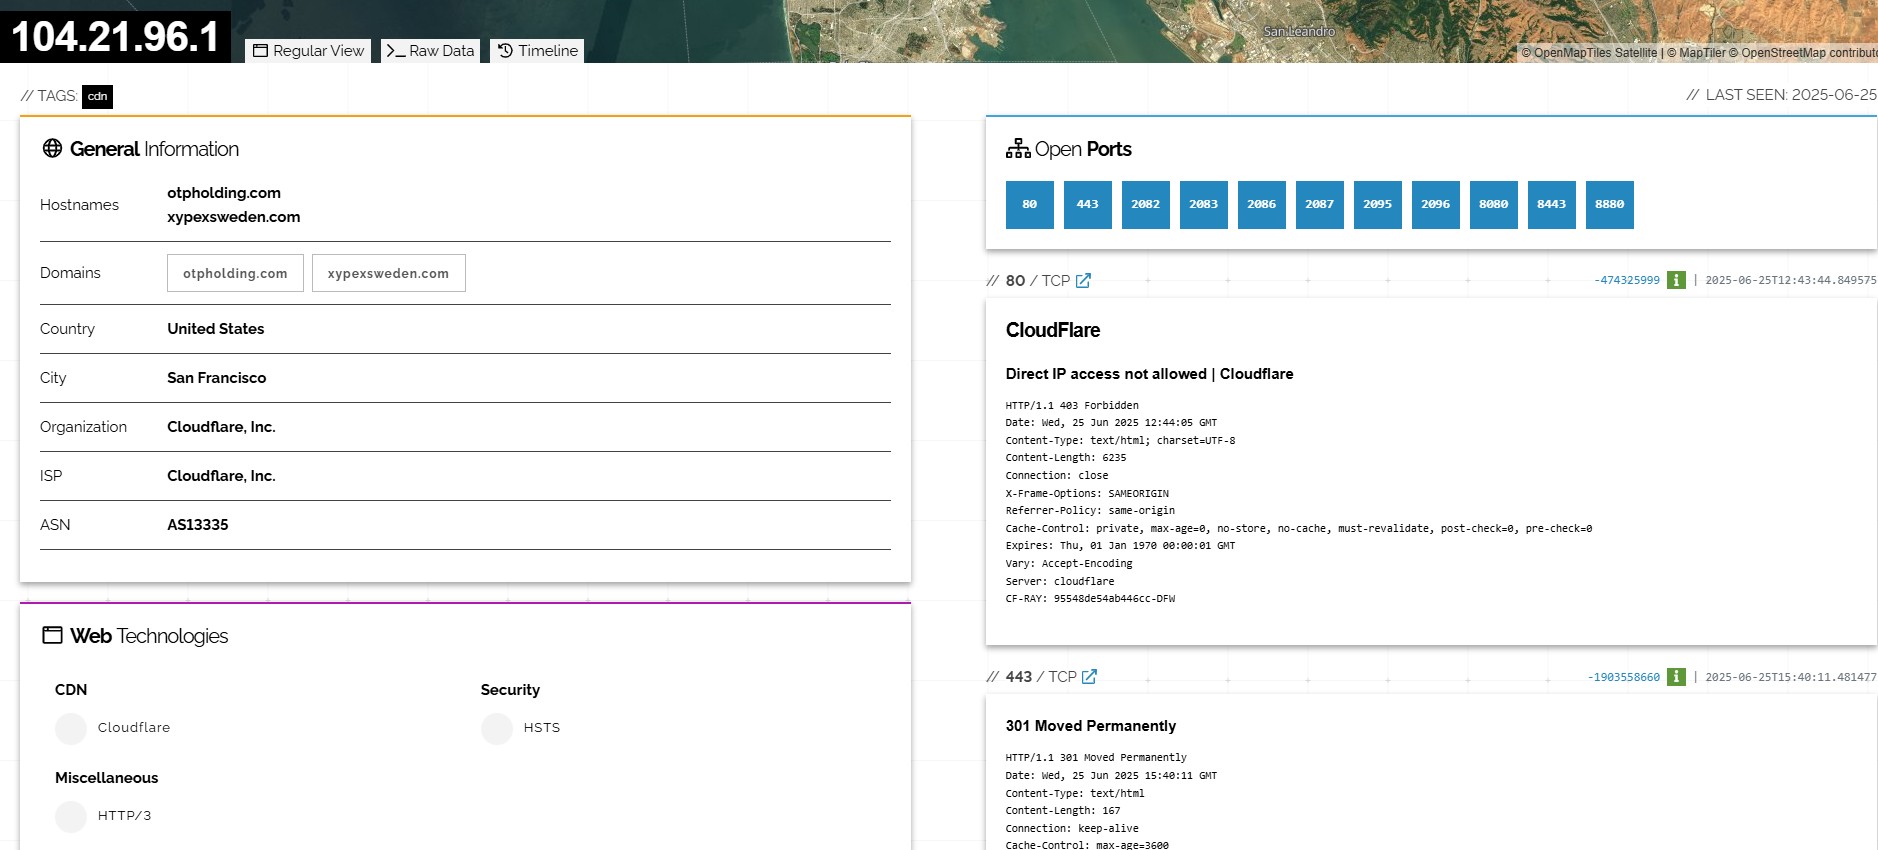 104.21.96.1
Regular View
Raw Data
Timeline
San Leandro
© OpenMapTiles Satellite | © MapTiler © OpenStreetMap contributo
// TAGS: cdn
// LAST SEEN: 2025-06-25
General Information
Hostnames
otpholding.com
xypexsweden.com
Domains
otpholding.com
xypexsweden.com
Country
United States
City
San Francisco
Organization
Cloudflare, Inc.
ISP
Cloudflare, Inc.
ASN
AS13335
Web Technologies
CDN
Cloudflare
Security
HSTS
Miscellaneous
HTTP/3
Open Ports
80
443
2082
2083
2086
2087
2095
2096
8080
8443
8880
// 80 / TCP
-474325999 | 2025-06-25T12:43:44.849575
CloudFlare
Direct IP access not allowed | Cloudflare
HTTP/1.1 403 Forbidden
Date: Wed, 25 Jun 2025 12:44:05 GMT
Content-Type: text/html; charset=UTF-8
Content-Length: 6235
Connection: close
X-Frame-Options: SAMEORIGIN
Referrer-Policy: same-origin
Cache-Control: private, max-age=0, no-store, no-cache, must-revalidate, post-check=0, pre-check=0
Expires: Thu, 01 Jan 1970 00:00:01 GMT
Vary: Accept-Encoding
Server: cloudflare
CF-RAY: 95548de54ab446cc-DFW
// 443 / TCP
-1903558660 | 2025-06-25T15:40:11.481477
301 Moved Permanently
HTTP/1.1 301 Moved Permanently
Date: Wed, 25 Jun 2025 15:40:11 GMT
Content-Type: text/html
Content-Length: 167
Connection: keep-alive
Cache-Control: max-age=3600